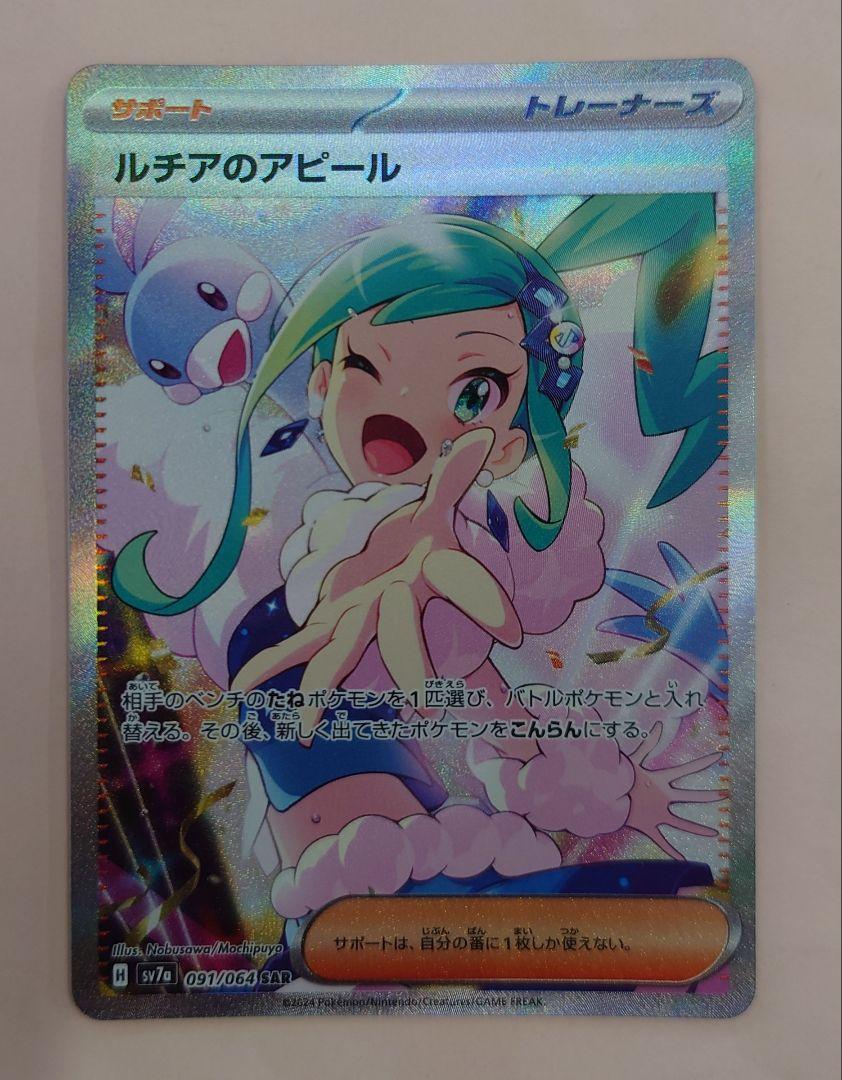 サポート
トレーナーズ
ルチアのアピール
相手のベンチのたねポケモンを1匹選び、バトルポケモンと入れ
替える。その後、新しく出てきたポケモンをこんらんにする。
サポートは、自分の番に1枚しか使えない。
Illus. Nobusawa/Mochipuyo
H sv7a 091/064 SAR
©2024 Pokémon/Nintendo/Creatures/GAME FREAK.